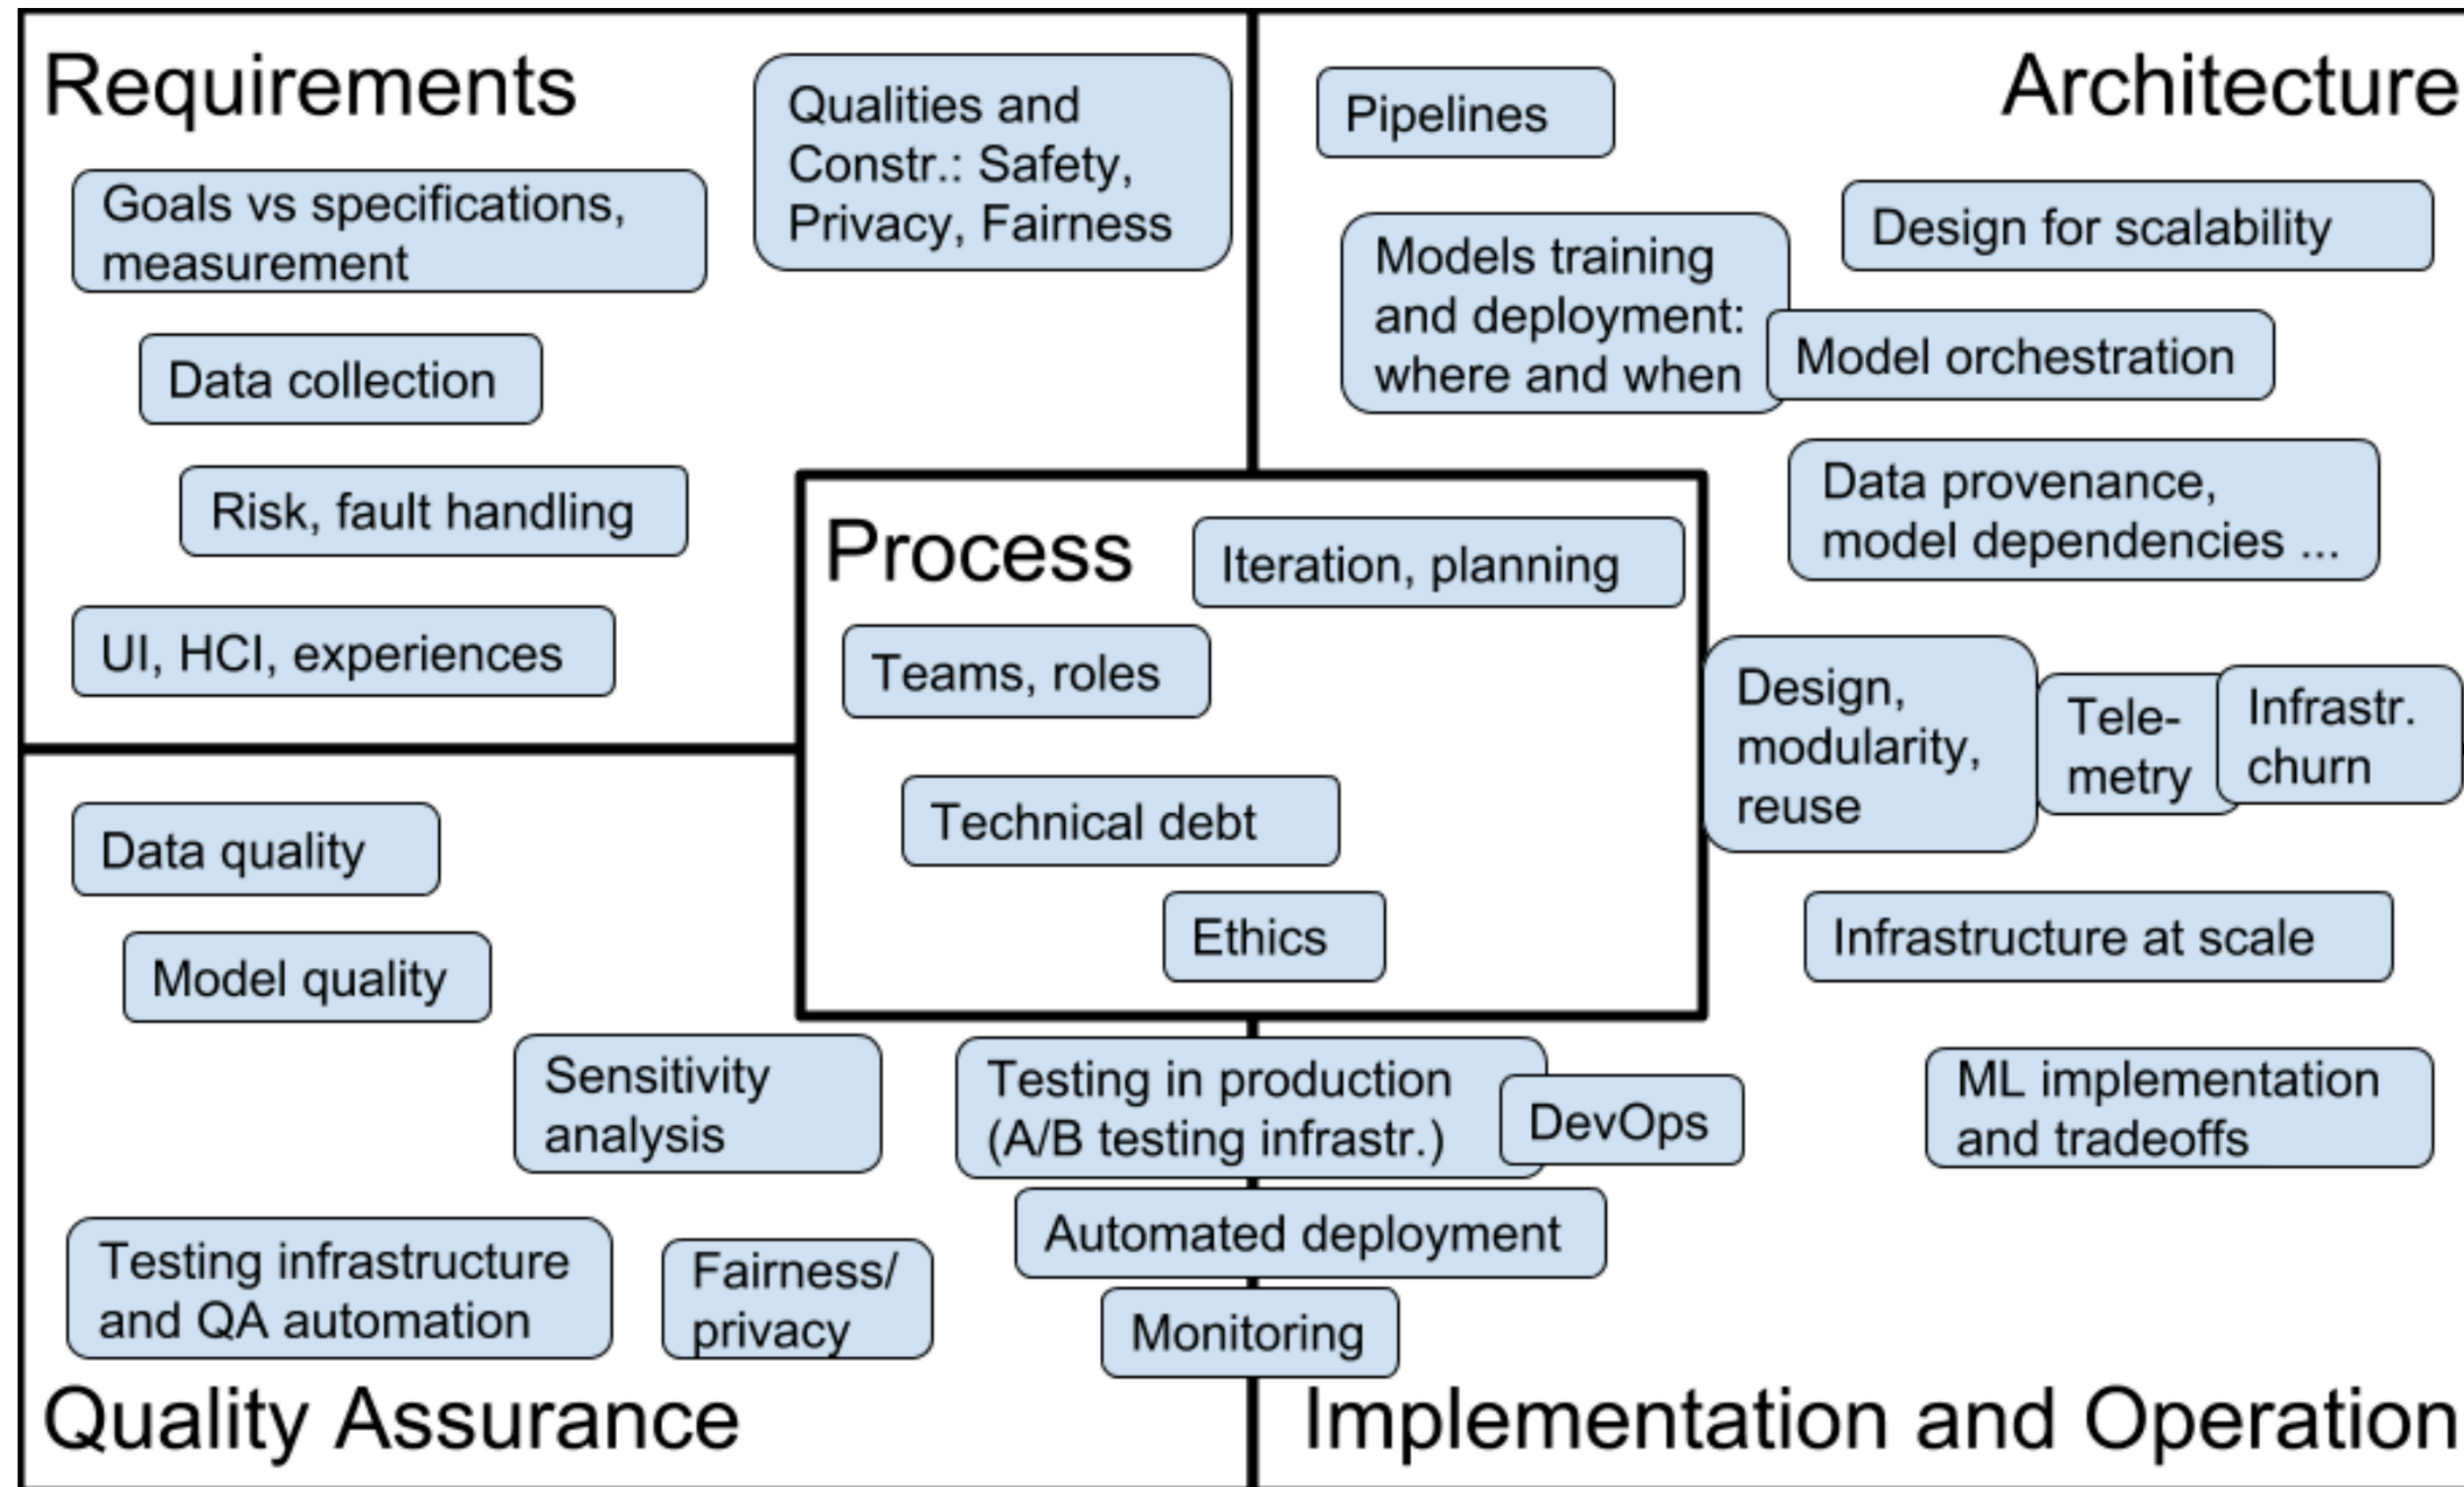 Requirements
Qualities and
Constr.: Safety,
Privacy, Fairness
Goals vs specifications,
measurement
Data collection
Risk, fault handling
UI, HCI, experiences
Architecture
Pipelines
Design for scalability
Models training
and deployment:
where and when
Model orchestration
Data provenance,
model dependencies ...
Process
Iteration, planning
Teams, roles
Technical debt
Ethics
Design,
modularity,
reuse
Tele-
metry
Infrastr.
churn
Infrastructure at scale
ML implementation
and tradeoffs
Data quality
Model quality
Sensitivity
analysis
Testing infrastructure
and QA automation
Fairness/
privacy
Testing in production
(A/B testing infrastr.)
DevOps
Automated deployment
Monitoring
Quality Assurance
Implementation and Operation